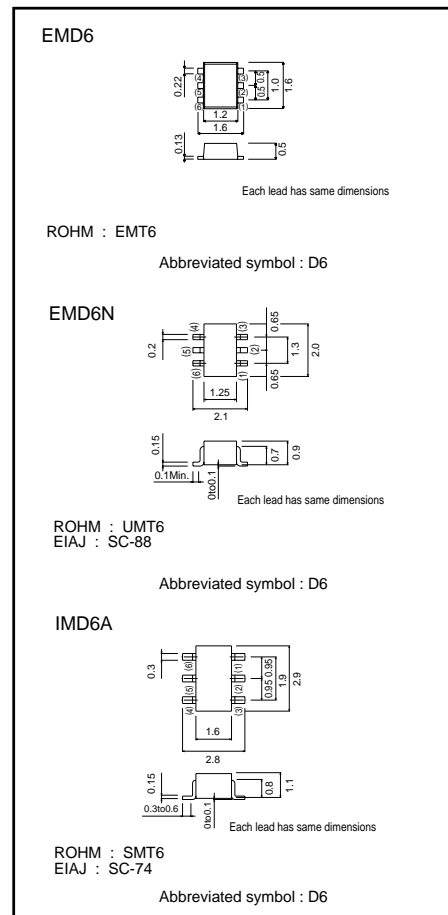 EMD6
0.22
(4)
(3)
(5)
(2)
(6)
(1)
0.5 0.5
1.0
1.6
1.2
1.6
0.13
0.5
Each lead has same dimensions
ROHM : EMT6
Abbreviated symbol : D6
EMD6N
0.2
(4)
(3)
(5)
(2)
(6)
(1)
0.65
0.65
1.3
2.0
1.25
2.1
0.15
0.1Min.
0to0.1
0.7
0.9
Each lead has same dimensions
ROHM : UMT6
EIAJ : SC-88
Abbreviated symbol : D6
IMD6A
0.3
(6)
(1)
(5)
(2)
(4)
(3)
0.95 0.95
1.9
2.9
1.6
2.8
0.15
0.3to0.6
0to0.1
0.8
1.1
Each lead has same dimensions
ROHM : SMT6
EIAJ : SC-74
Abbreviated symbol : D6